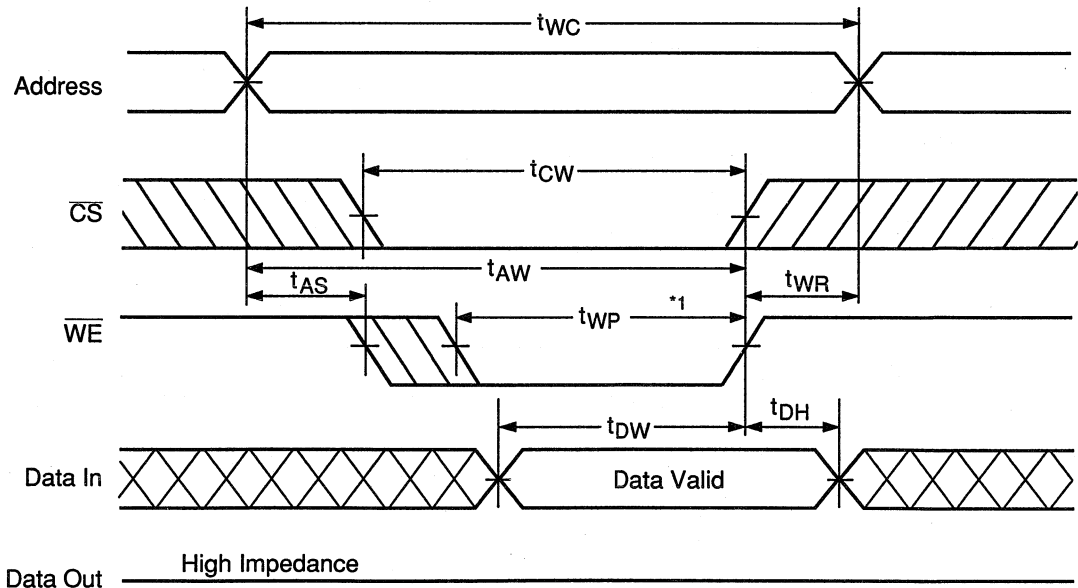 tWC
Address
tCW
CS
tAW
tAS
tWR
WE
tWP *1
tDW
tDH
Data In
Data Valid
High Impedance
Data Out